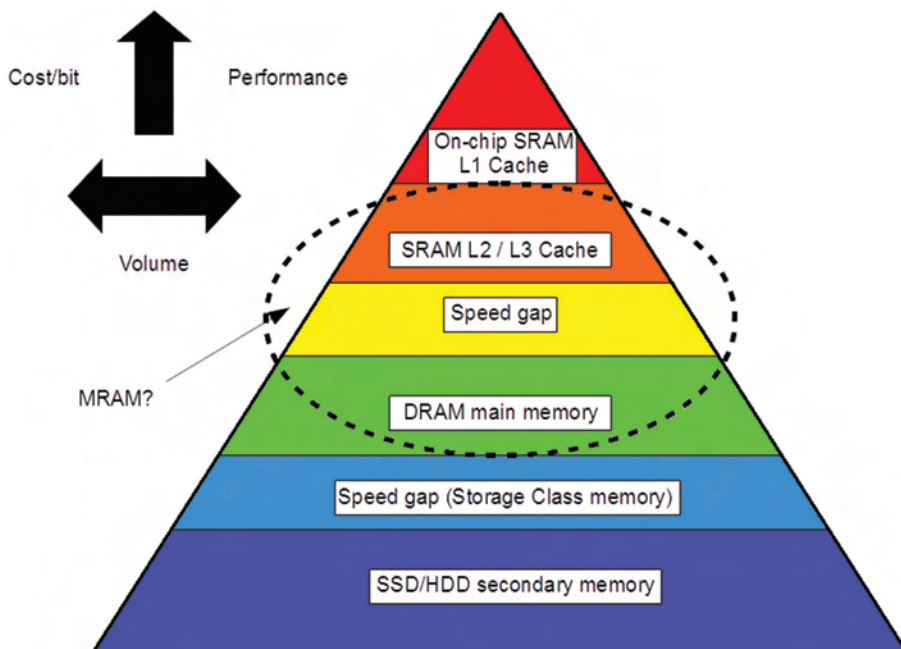 Cost/bit
Performance
Volume
On-chip SRAM
L1 Cache
SRAM L2 / L3 Cache
Speed gap
MRAM?
DRAM main memory
Speed gap (Storage Class memory)
SSD/HDD secondary memory